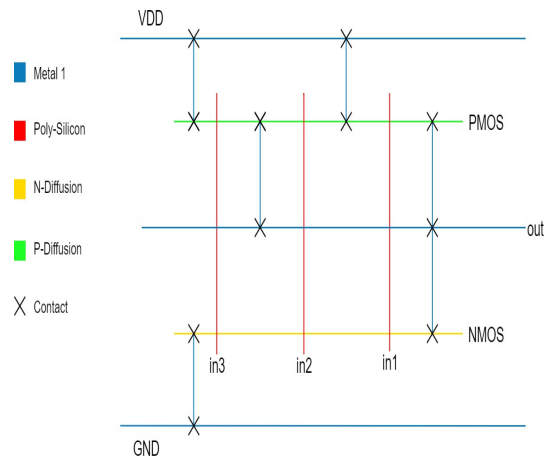 VDD
Metal 1
Poly-Silicon
PMOS
N-Diffusion
out
P-Diffusion
Contact
NMOS
in3
in2
in1
GND